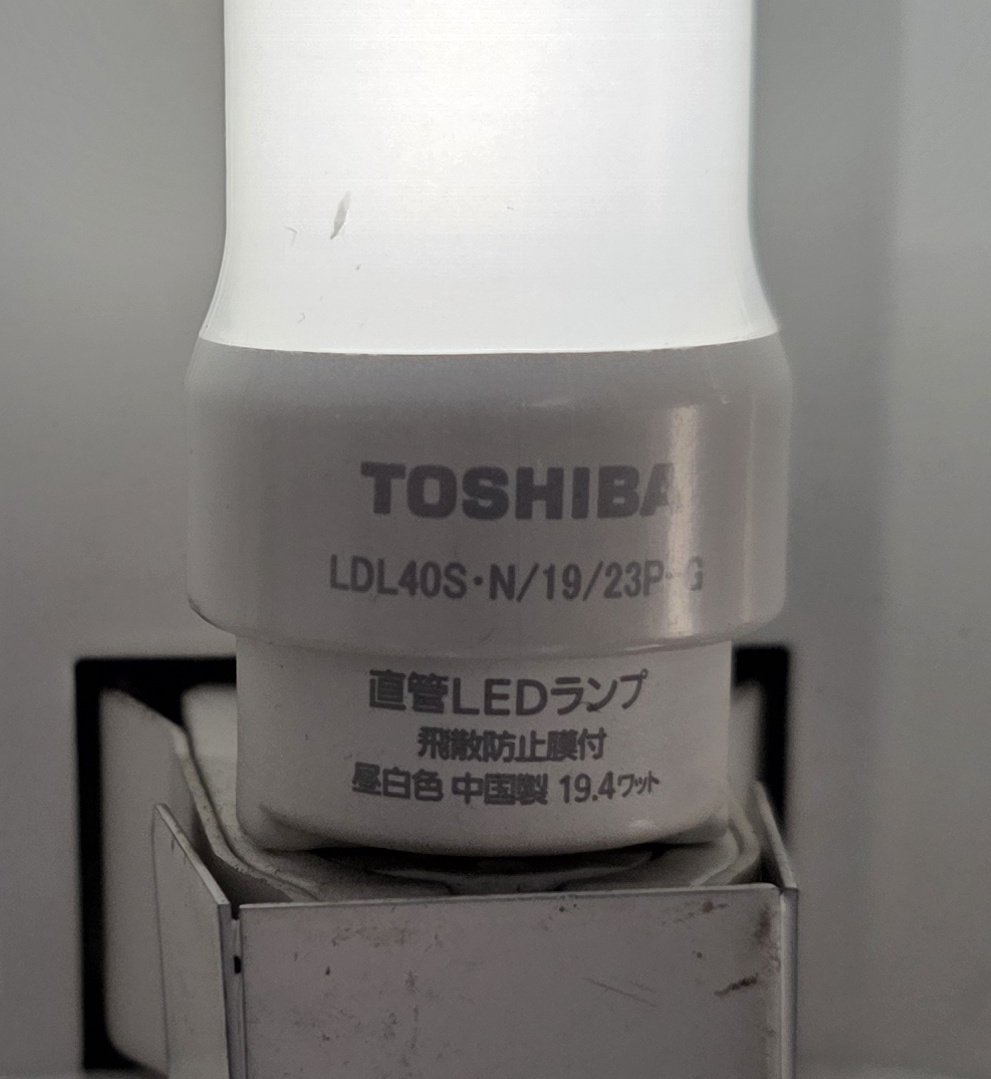 TOSHIBA
LDL40S・N/19/23P-G
直管LEDランプ
飛散防止膜付
昼白色 中国製 19.4ワット